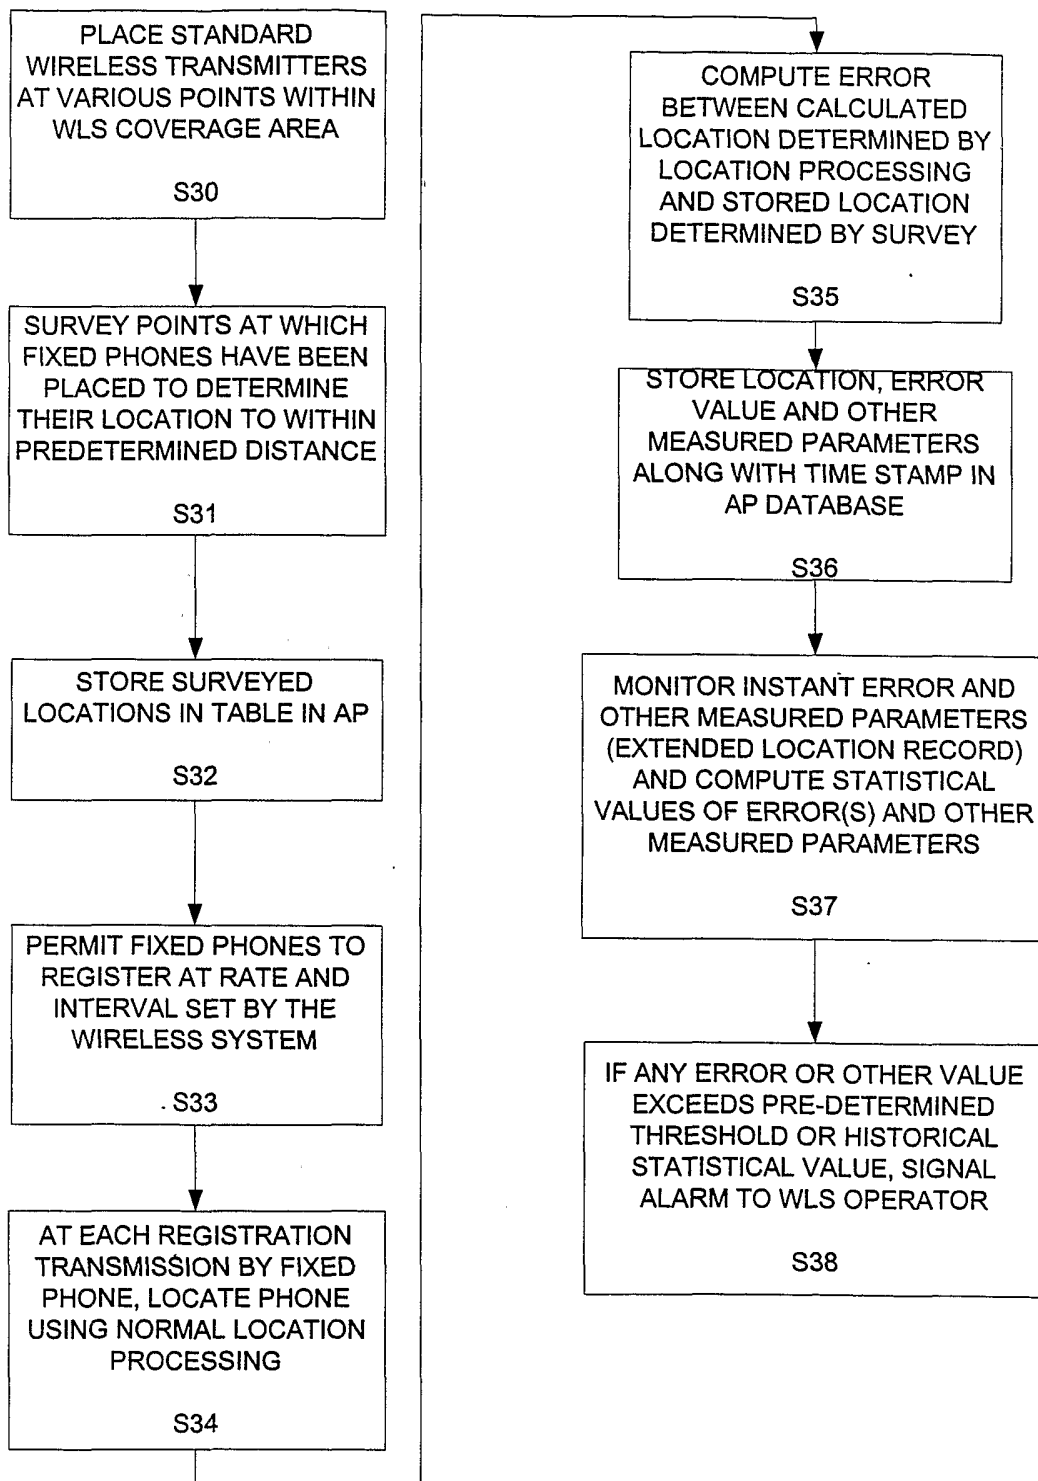 PLACE STANDARD
WIRELESS TRANSMITTERS
AT VARIOUS POINTS WITHIN
WLS COVERAGE AREA
S30
SURVEY POINTS AT WHICH
FIXED PHONES HAVE BEEN
PLACED TO DETERMINE
THEIR LOCATION TO WITHIN
PREDETERMINED DISTANCE
S31
STORE SURVEYED
LOCATIONS IN TABLE IN AP
S32
PERMIT FIXED PHONES TO
REGISTER AT RATE AND
INTERVAL SET BY THE
WIRELESS SYSTEM
S33
AT EACH REGISTRATION
TRANSMISSION BY FIXED
PHONE, LOCATE PHONE
USING NORMAL LOCATION
PROCESSING
S34
COMPUTE ERROR
BETWEEN CALCULATED
LOCATION DETERMINED BY
LOCATION PROCESSING
AND STORED LOCATION
DETERMINED BY SURVEY
S35
STORE LOCATION, ERROR
VALUE AND OTHER
MEASURED PARAMETERS
ALONG WITH TIME STAMP IN
AP DATABASE
S36
MONITOR INSTANT ERROR AND
OTHER MEASURED PARAMETERS
(EXTENDED LOCATION RECORD)
AND COMPUTE STATISTICAL
VALUES OF ERROR(S) AND OTHER
MEASURED PARAMETERS
S37
IF ANY ERROR OR OTHER VALUE
EXCEEDS PRE-DETERMINED
THRESHOLD OR HISTORICAL
STATISTICAL VALUE, SIGNAL
ALARM TO WLS OPERATOR
S38